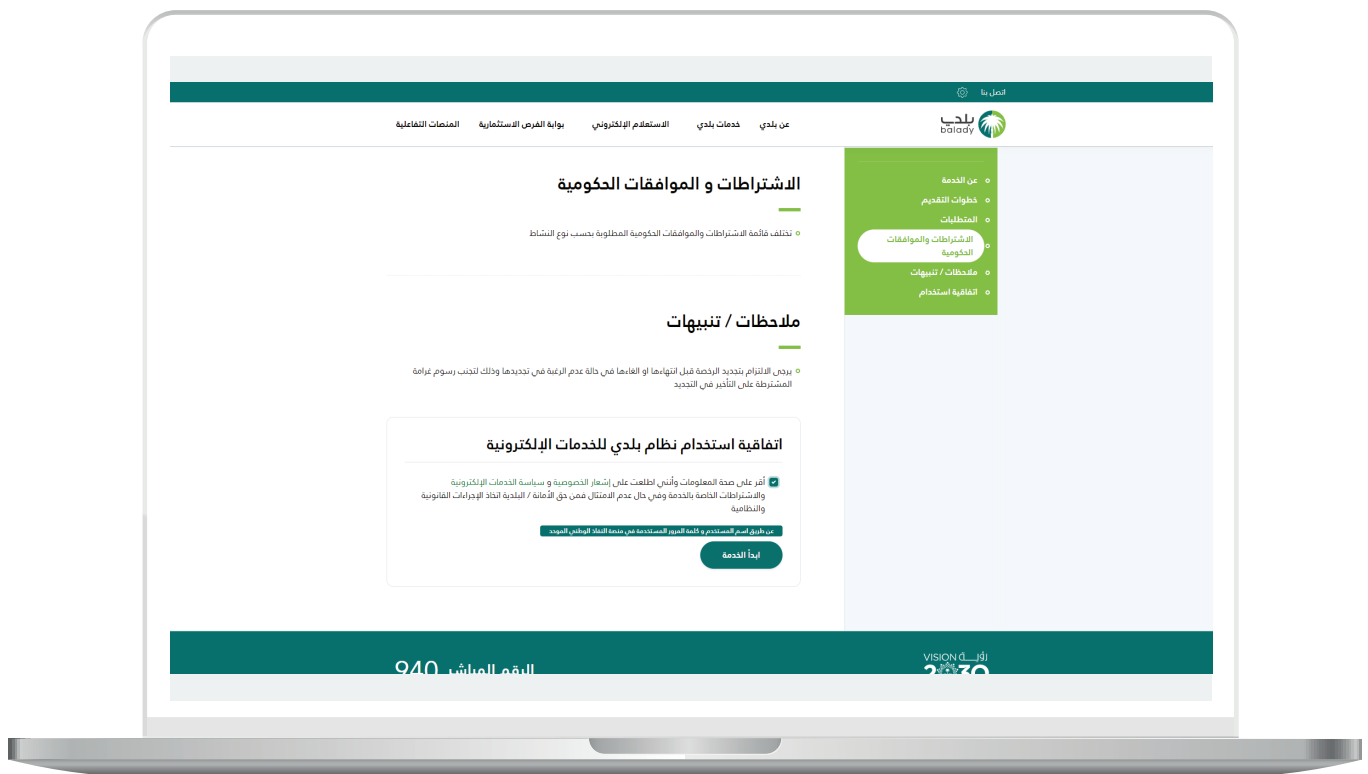 اتصل بنا
بلدي
balady
عن بلدي
خدمات بلدي
الاستعلام الإلكتروني
بوابة الفرص الاستثمارية
المنصات التفاعلية
عن الخدمة
خطوات التقديم
المتطلبات
الاشتراطات والموافقات
الحكومية
ملاحظات / تنبيهات
اتفاقية استخدام
الاشتراطات و الموافقات الحكومية
تختلف قائمة الاشتراطات والموافقات الحكومية المطلوبة بحسب نوع النشاط
ملاحظات / تنبيهات
يرجى الالتزام بتجديد الرخصة قبل انتهاءها او الغاءها في حالة عدم الرغبة في تجديدها وذلك لتجنب رسوم غرامة
المشترطة على التأخير في التجديد
اتفاقية استخدام نظام بلدي للخدمات الإلكترونية
أقر على صحة المعلومات وأنني اطلعت على إشعار الخصوصية و سياسة الخدمات الإلكترونية
والاشتراطات الخاصة بالخدمة وفي حال عدم الامتثال فمن حق الأمانة / البلدية اتخاذ الإجراءات القانونية
والنظامية
عن طريق اسم المستخدم و كلمة المرور المستخدمة في منصة النفاذ الوطني الموحد
ابدأ الخدمة
VISION رؤيـــة
2030
الرقم المباشر 940